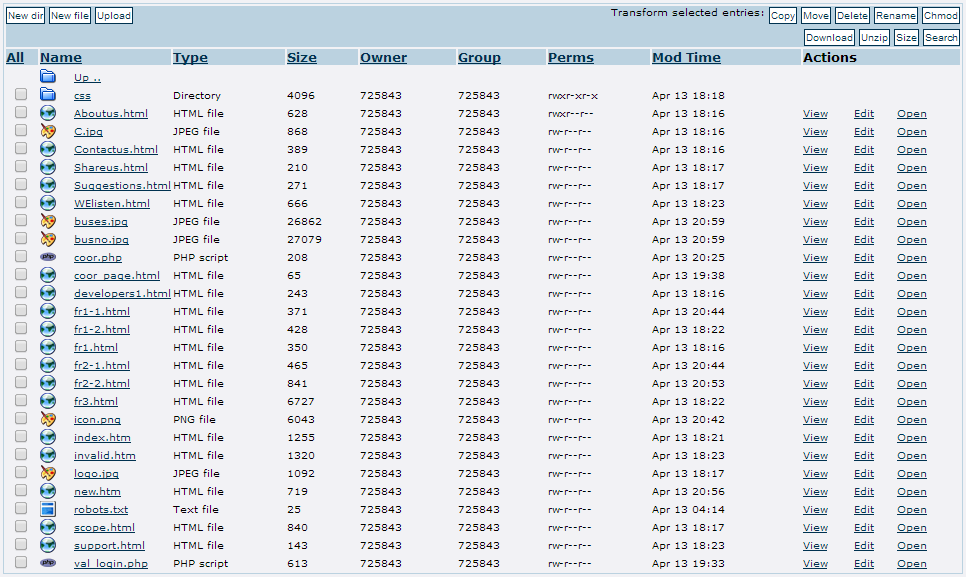 New dir New file Upload Transform selected entries: Copy Move Delete Rename Chmod
Download Unzip Size Search
All Name Type Size Owner Group Perms Mod Time Actions
Up ..
css Directory 4096 725843 725843 rwxr-xr-x Apr 13 18:18
Aboutus.html HTML file 628 725843 725843 rwxr--r-- Apr 13 18:16 View Edit Open
C.jpg JPEG file 868 725843 725843 rw-r--r-- Apr 13 18:16 View Edit Open
Contactus.html HTML file 389 725843 725843 rw-r--r-- Apr 13 18:16 View Edit Open
Shareus.html HTML file 210 725843 725843 rw-r--r-- Apr 13 18:17 View Edit Open
Suggestions.html HTML file 271 725843 725843 rw-r--r-- Apr 13 18:17 View Edit Open
WElisten.html HTML file 666 725843 725843 rw-r--r-- Apr 13 18:23 View Edit Open
buses.jpg JPEG file 26862 725843 725843 rw-r--r-- Apr 13 20:59 View Edit Open
busno.jpg JPEG file 27079 725843 725843 rw-r--r-- Apr 13 20:59 View Edit Open
php coor.php PHP script 208 725843 725843 rw-r--r-- Apr 13 20:25 View Edit Open
coor_page.html HTML file 65 725843 725843 rw-r--r-- Apr 13 19:38 View Edit Open
developers1.html HTML file 243 725843 725843 rw-r--r-- Apr 13 18:16 View Edit Open
fr1-1.html HTML file 371 725843 725843 rw-r--r-- Apr 13 20:44 View Edit Open
fr1-2.html HTML file 428 725843 725843 rw-r--r-- Apr 13 18:22 View Edit Open
fr1.html HTML file 350 725843 725843 rw-r--r-- Apr 13 18:16 View Edit Open
fr2-1.html HTML file 465 725843 725843 rw-r--r-- Apr 13 20:44 View Edit Open
fr2-2.html HTML file 841 725843 725843 rw-r--r-- Apr 13 20:53 View Edit Open
fr3.html HTML file 6727 725843 725843 rw-r--r-- Apr 13 18:22 View Edit Open
icon.png PNG file 6043 725843 725843 rw-r--r-- Apr 13 20:42 View Edit Open
index.htm HTML file 1255 725843 725843 rw-r--r-- Apr 13 18:21 View Edit Open
invalid.htm HTML file 1320 725843 725843 rw-r--r-- Apr 13 18:23 View Edit Open
logo.jpg JPEG file 1092 725843 725843 rw-r--r-- Apr 13 18:17 View Edit Open
new.htm HTML file 719 725843 725843 rw-r--r-- Apr 13 20:56 View Edit Open
robots.txt Text file 25 725843 725843 rw-r--r-- Apr 13 04:14 View Edit Open
scope.html HTML file 840 725843 725843 rw-r--r-- Apr 13 18:17 View Edit Open
support.html HTML file 143 725843 725843 rw-r--r-- Apr 13 18:23 View Edit Open
php val_login.php PHP script 613 725843 725843 rw-r--r-- Apr 13 19:33 View Edit Open